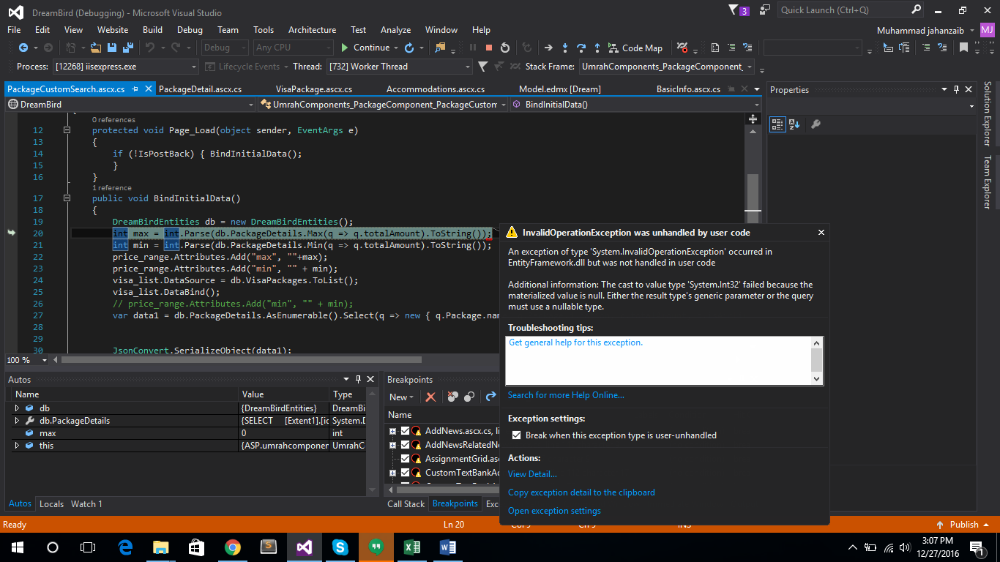 DreamBird (Debugging) - Microsoft Visual Studio
3
Quick Launch (Ctrl+Q)
File Edit View Website Build Debug Team Tools Architecture Test Analyze Window Help
Muhammad jahanzaib MJ
Debug Any CPU Continue Code Map
Process: [12268] iisexpress.exe Lifecycle Events Thread: [732] Worker Thread Stack Frame: UmrahComponents_PackageComponent_
PackageCustomSearch.ascx.cs PackageDetail.ascx.cs VisaPackage.ascx.cs Accommodations.ascx.cs Model.edmx [Dream] BasicInfo.ascx.cs
DreamBird UmrahComponents_PackageComponent_PackageCustom BindInitialData()
0 references
12 protected void Page_Load(object sender, EventArgs e)
13 {
14 if (!IsPostBack) { BindInitialData();
15 }
16 }
1 reference
17 public void BindInitialData()
18 {
19 DreamBirdEntities db = new DreamBirdEntities();
20 int max = int.Parse(db.PackageDetails.Max(q => q.totalAmount).ToString());
21 int min = int.Parse(db.PackageDetails.Min(q => q.totalAmount).ToString());
22 price_range.Attributes.Add("max", ""+max);
23 price_range.Attributes.Add("min", "" + min);
24 visa_list.DataSource = db.VisaPackages.ToList();
25 visa_list.DataBind();
26 // price_range.Attributes.Add("min", "" + min);
27 var data1 = db.PackageDetails.AsEnumerable().Select(q => new { q.Package.nam
28
29
30 JsonConvert.SerializeObject(data1);
100 %
InvalidOperationException was unhandled by user code
An exception of type 'System.InvalidOperationException' occurred in
EntityFramework.dll but was not handled in user code
Additional information: The cast to value type 'System.Int32' failed because the
materialized value is null. Either the result type's generic parameter or the query
must use a nullable type.
Troubleshooting tips:
Get general help for this exception.
Search for more Help Online...
Exception settings:
Break when this exception type is user-unhandled
Actions:
View Detail...
Copy exception detail to the clipboard
Open exception settings
Autos
Name Value Type
db {DreamBirdEntities} DreamBi
db.PackageDetails {SELECT [Extent1].[id System.D
max 0 int
this {ASP.umrahcomponen UmrahC
Autos Locals Watch 1
Breakpoints
New
Name
AddNews.ascx.cs, li
AddNewsRelatedNe
AssignmentGrid.asc
CustomTextBankAc
Call Stack Breakpoints Exc
Properties
Solution Explorer
Team Explorer
Ready Ln 20 Col 9 Ch 9 INS Publish
3:07 PM
12/27/2016
1